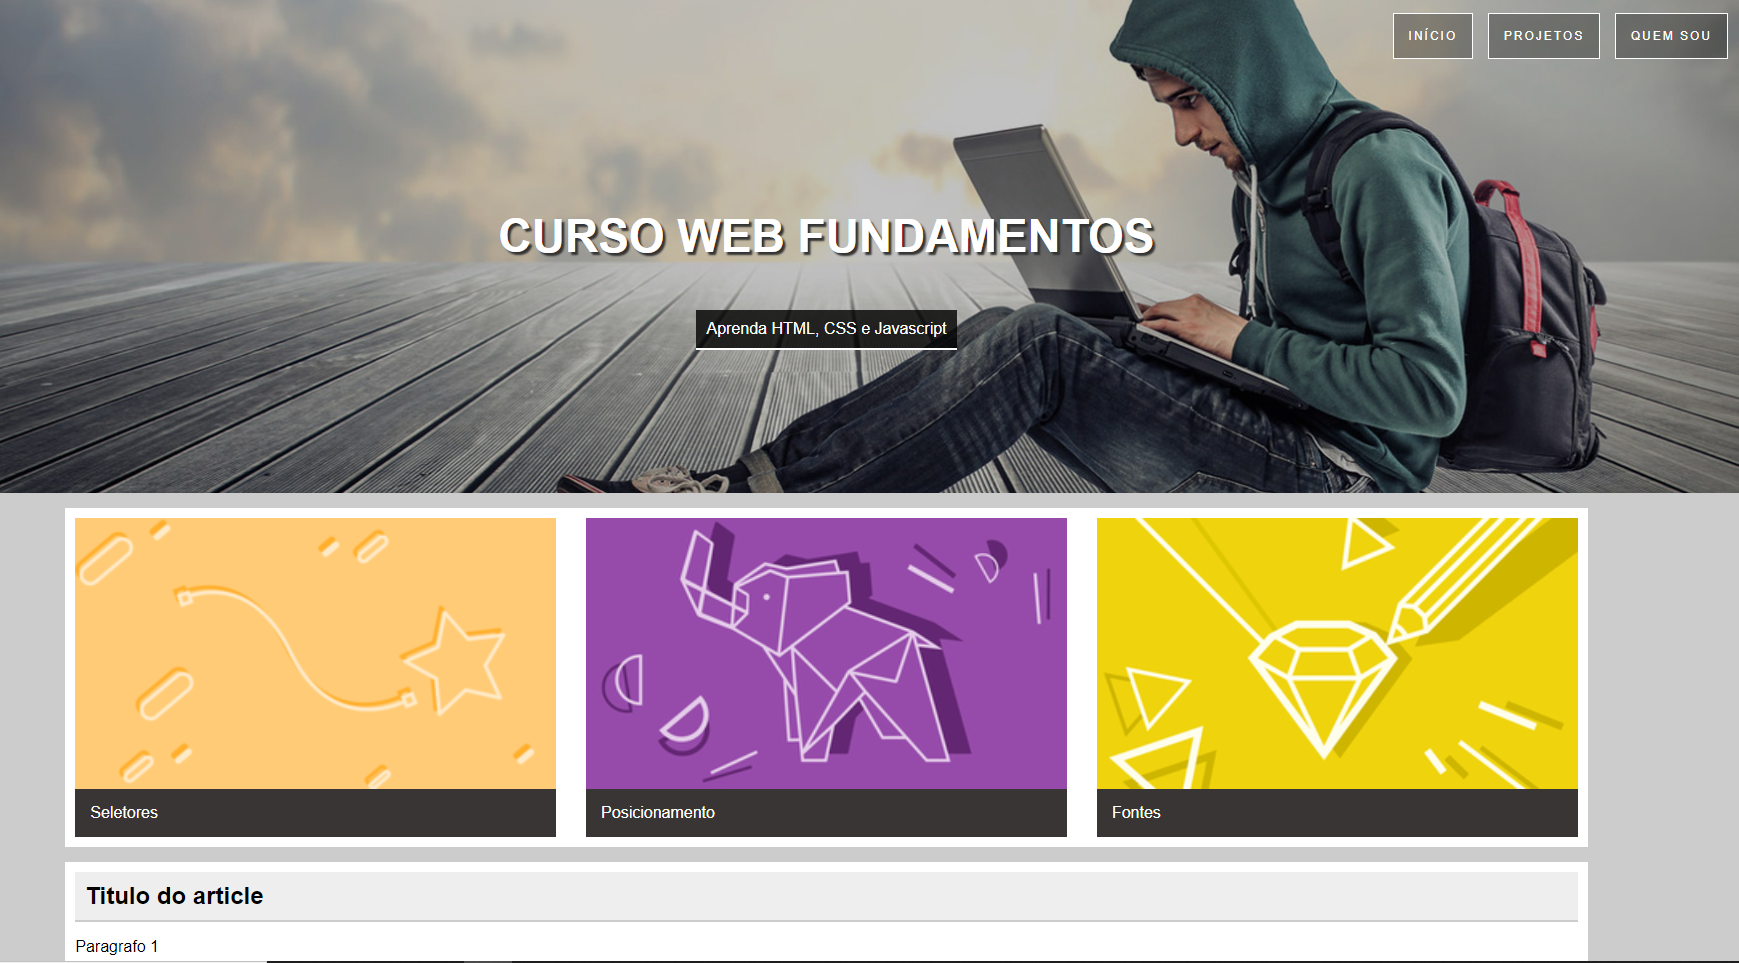 INÍCIO
PROJETOS
QUEM SOU
CURSO WEB FUNDAMENTOS
Aprenda HTML, CSS e Javascript
Seletores
Posicionamento
Fontes
Titulo do article
Paragrafo 1